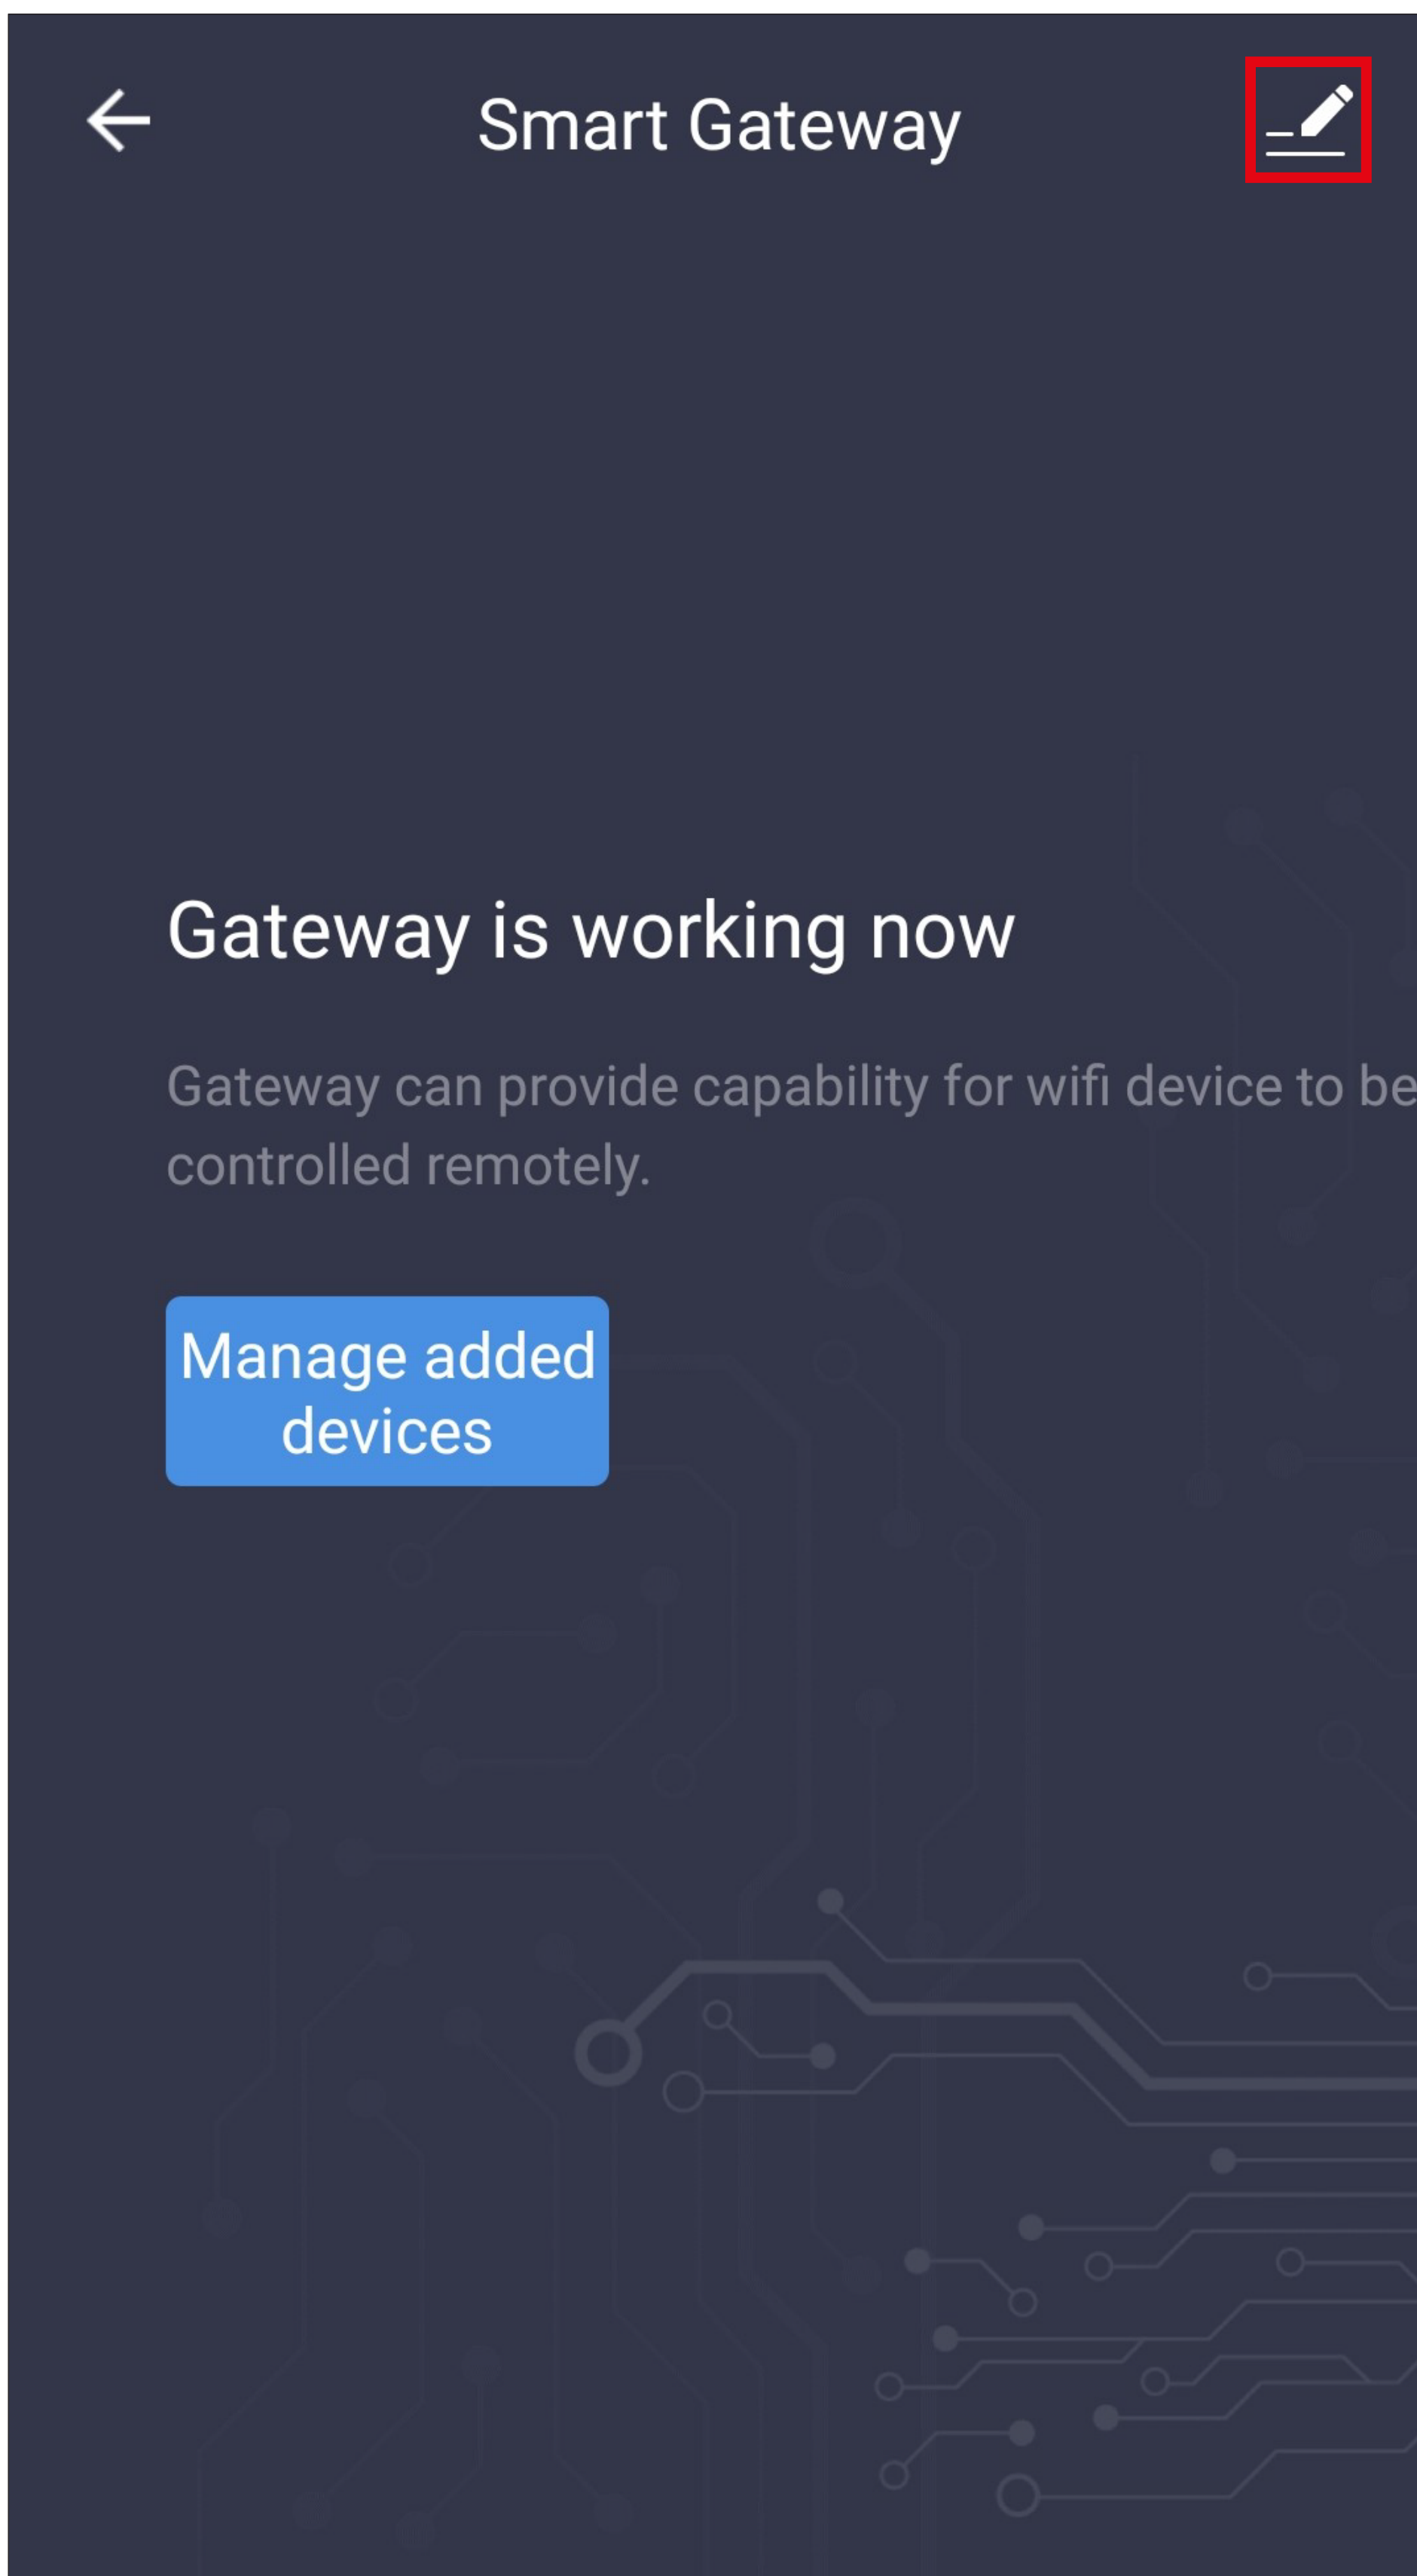 Smart Gateway
Gateway is working now
Gateway can provide capability for wifi device to be
controlled remotely.
Manage added
devices